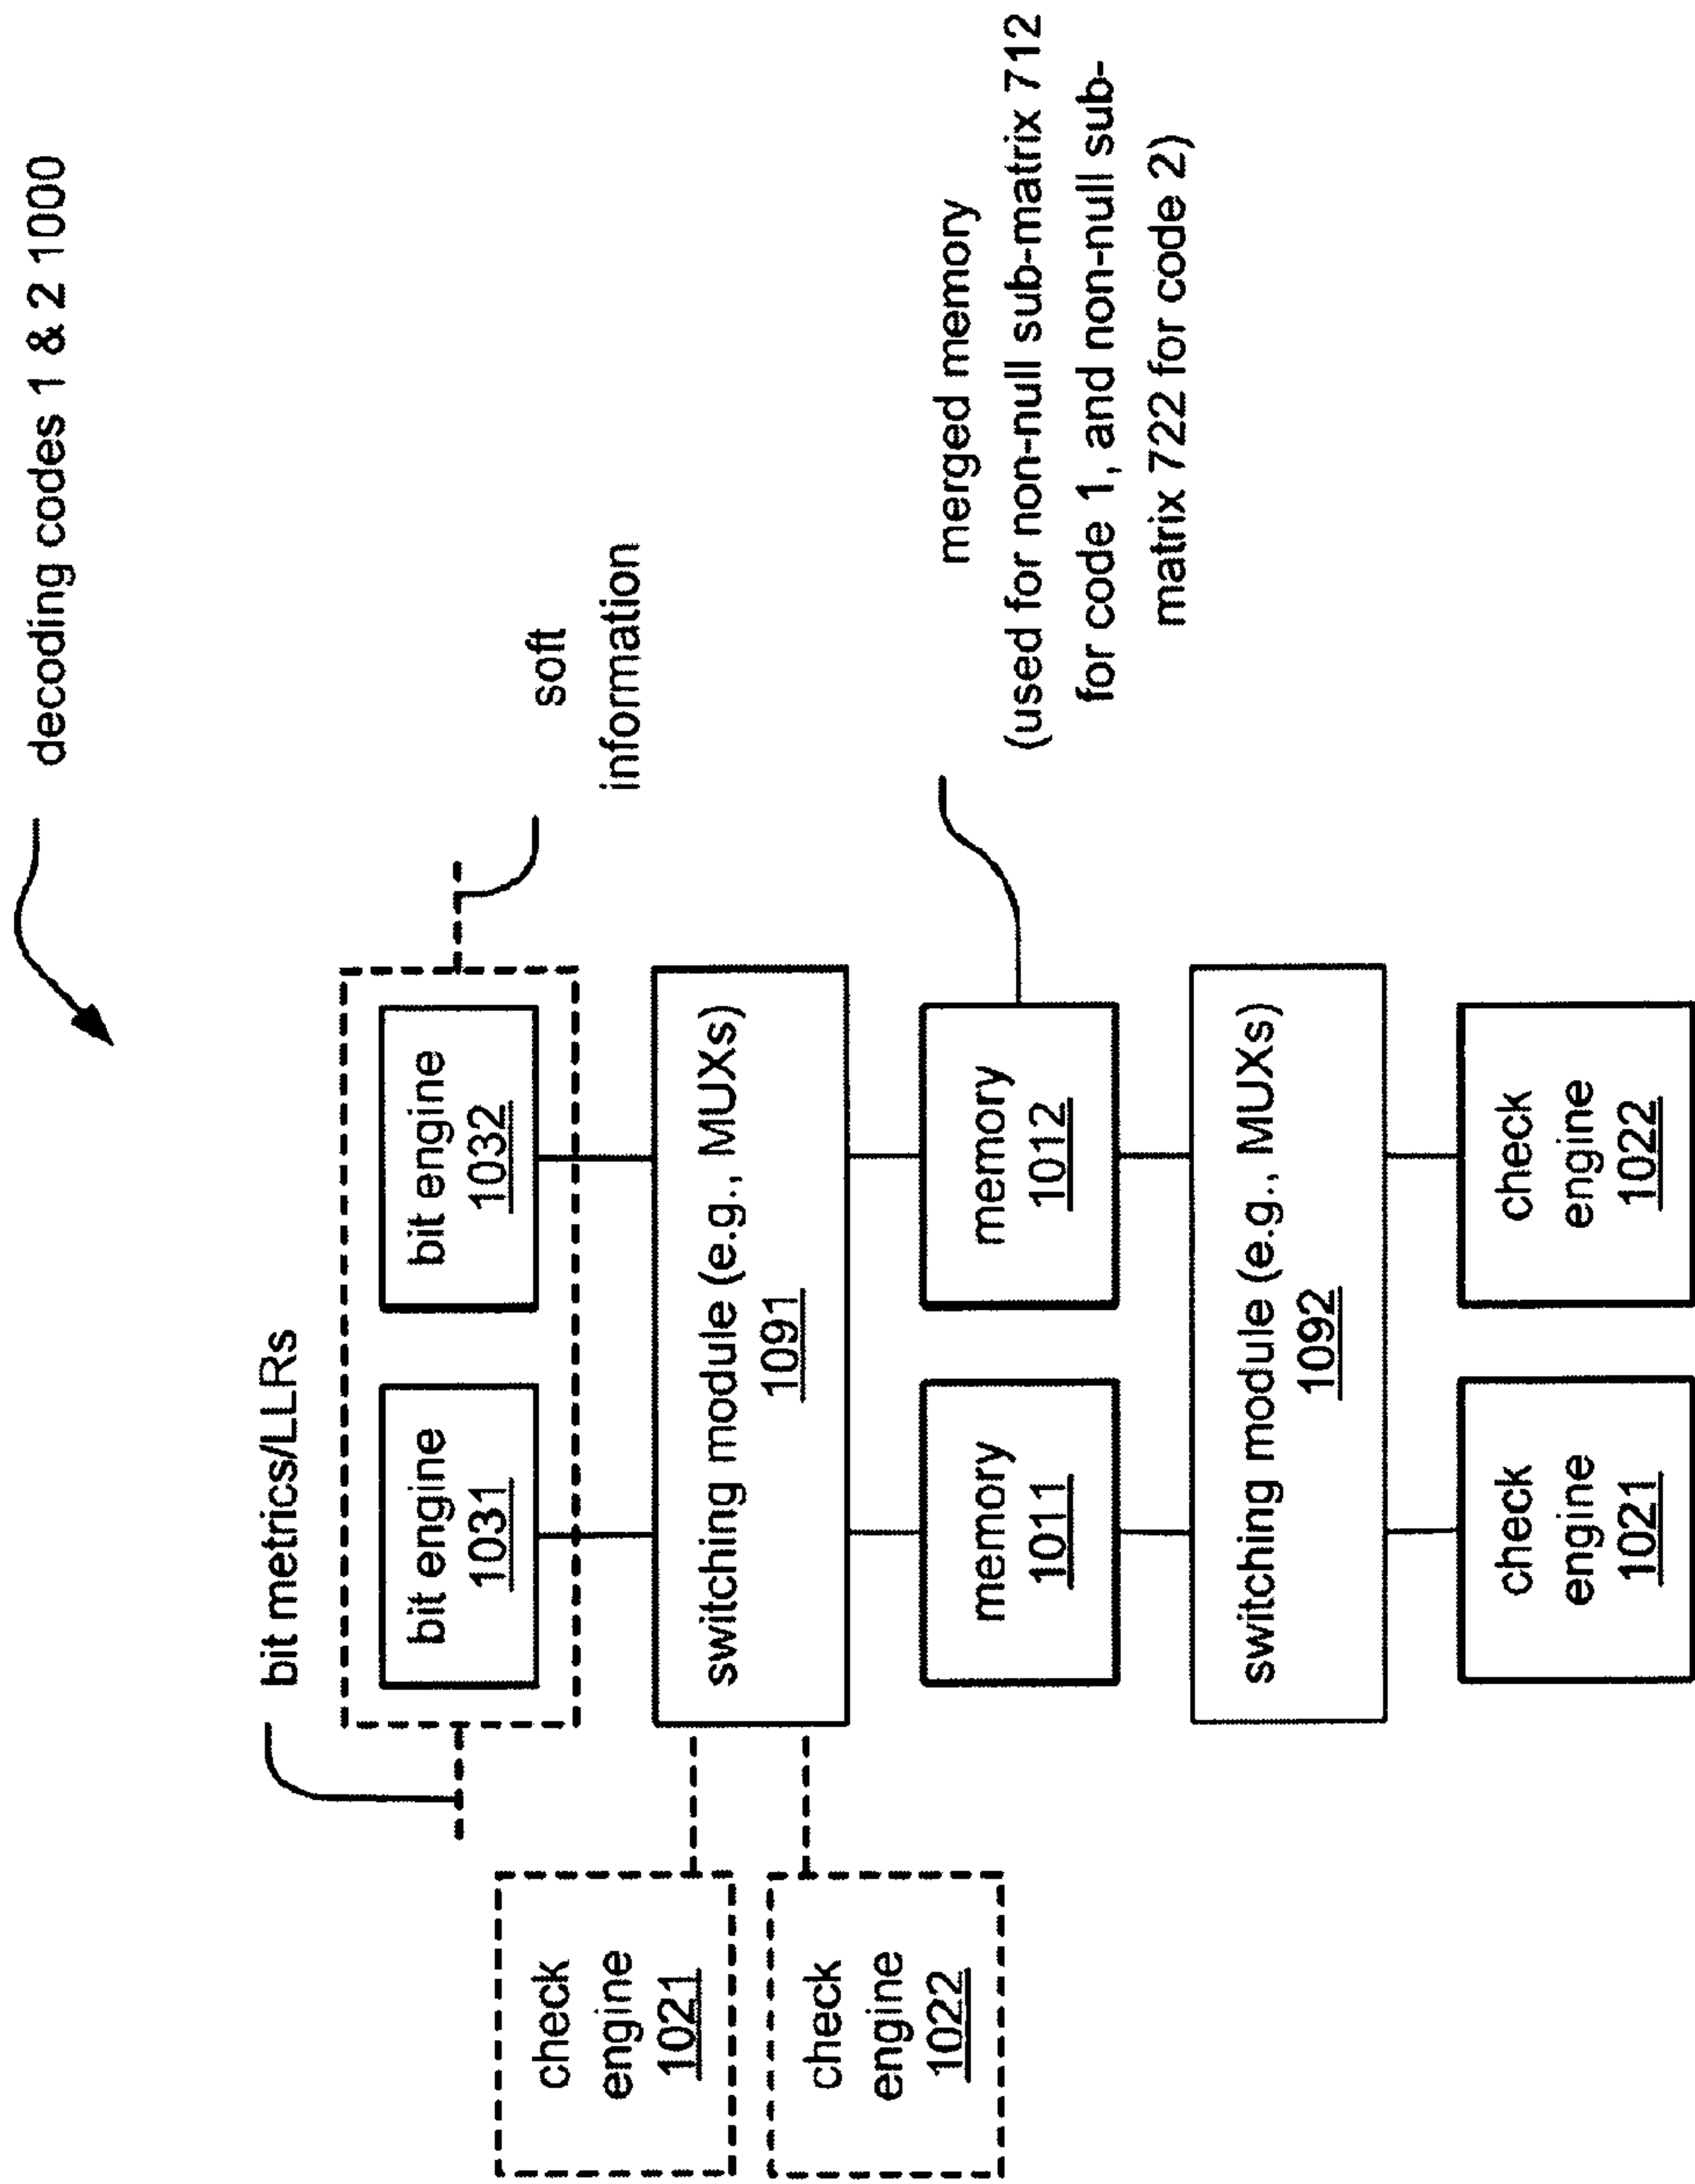 decoding codes 1 & 2 1000
bit metrics/LLRs
soft
information
bit engine
1031
bit engine
1032
check
engine
1021
check
engine
1022
switching module (e.g., MUXs)
1091
memory
1011
memory
1012
merged memory
(used for non-null sub-matrix 712
for code 1, and non-null sub-
matrix 722 for code 2)
switching module (e.g., MUXs)
1092
check
engine
1021
check
engine
1022